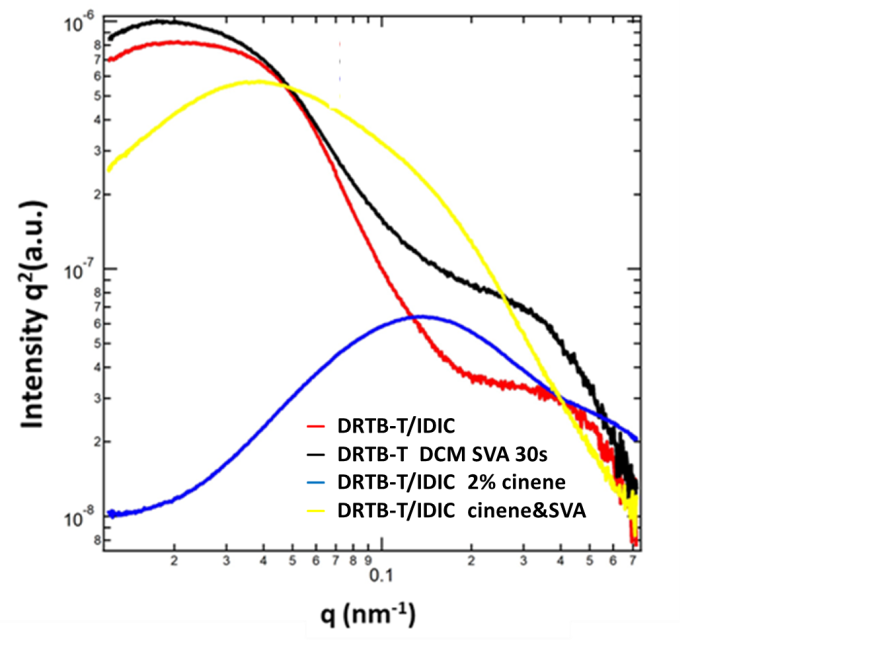 10-6
8
7
6
5
4
3
2
10-7
8
7
6
5
4
3
2
10-8
8
Intensity q2(a.u.)
DRTB-T/IDIC
DRTB-T DCM SVA 30s
DRTB-T/IDIC 2% cinene
DRTB-T/IDIC cinene&SVA
2 3 4 5 6 7 8 9 2 3 4 5 6 7
0.1
q (nm-1)